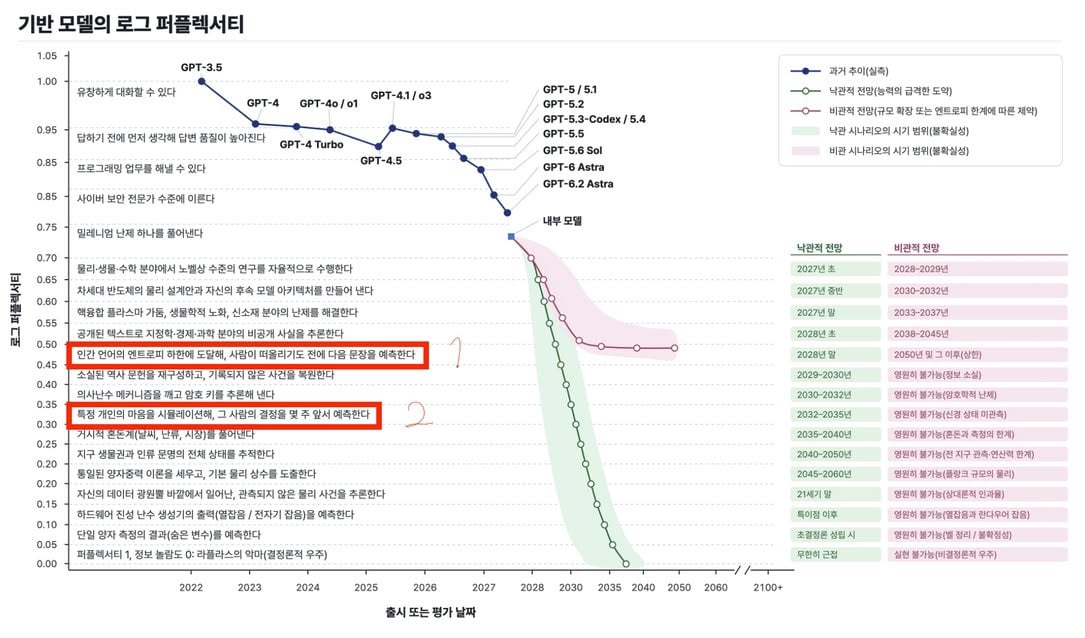 기반 모델의 로그 퍼플렉서티
로그 퍼플렉서티
1.05
1.00
0.95
0.85
0.85
0.75
0.70
0.65
0.60
0.55
0.50
0.45
0.40
0.35
0.30
0.25
0.20
0.15
0.10
0.05
0.00
유창하게 대화할 수 있다
답하기 전에 먼저 생각해 답변 품질이 높아진다
프로그래밍 업무를 해낼 수 있다
사이버 보안 전문가 수준에 이른다
밀레니엄 난제 하나를 풀어낸다
물리·생물·수학 분야에서 노벨상 수준의 연구를 자율적으로 수행한다
차세대 반도체의 물리 설계안과 자신의 후속 모델 아키텍처를 만들어 낸다
핵융합 플라스마 가둠, 생물학적 노화, 신소재 분야의 난제를 해결한다
공개된 텍스트로 지정학·경제·과학 분야의 비공개 사실을 추론한다
인간 언어의 엔트로피 하한에 도달해, 사람이 떠올리기도 전에 다음 문장을 예측한다
1
소실된 역사 문헌을 재구성하고, 기록되지 않은 사건을 복원한다
의사난수 메커니즘을 깨고 암호 키를 추론해 낸다
특정 개인의 마음을 시뮬레이션해, 그 사람의 결정을 몇 주 앞서 예측한다
2
거시적 혼돈계(날씨, 난류, 시장)를 풀어낸다
지구 생물권과 인류 문명의 전체 상태를 추적한다
통일된 양자중력 이론을 세우고, 기본 물리 상수를 도출한다
자신의 데이터 광원뿔 바깥에서 일어난, 관측되지 않은 물리 사건을 추론한다
하드웨어 진성 난수 생성기의 출력(열잡음 / 전자기 잡음)을 예측한다
단일 양자 측정의 결과(숨은 변수)를 예측한다
퍼플렉서티 1, 정보 놀람도 0: 라플라스의 악마(결정론적 우주)
GPT-3.5
GPT-4
GPT-4 Turbo
GPT-4o / o1
GPT-4.5
GPT-4.1 / o3
GPT-5 / 5.1
GPT-5.2
GPT-5.3-Codex / 5.4
GPT-5.5
GPT-5.6 Sol
GPT-6 Astra
GPT-6.2 Astra
내부 모델
과거 추이(실측)
낙관적 전망(능력의 급격한 도약)
비관적 전망(규모 확장 또는 엔트로피 한계에 따른 제약)
낙관 시나리오의 시기 범위(불확실성)
비관 시나리오의 시기 범위(불확실성)
낙관적 전망 비관적 전망
2027년 초 2028–2029년
2027년 중반 2030–2032년
2027년 말 2033–2037년
2028년 초 2038–2045년
2028년 말 2050년 및 그 이후(상한)
2029–2030년 영원히 불가능(정보 소실)
2030–2032년 영원히 불가능(암호학적 난제)
2032–2035년 영원히 불가능(신경 상태 미관측)
2035–2040년 영원히 불가능(혼돈과 측정의 한계)
2040–2050년 영원히 불가능(전 지구 관측·연산력 한계)
2045–2060년 영원히 불가능(플랑크 규모의 물리)
21세기 말 영원히 불가능(상대론적 인과율)
특이점 이후 영원히 불가능(열잡음과 란다우어 잡음)
초결정론 성립 시 영원히 불가능(벨 정리 / 불확정성)
무한히 근접 실현 불가능(비결정론적 우주)
2022 2023 2024 2025 2026 2027 2028 2030 2035 2040 2050 2060 2100+
출시 또는 평가 날짜